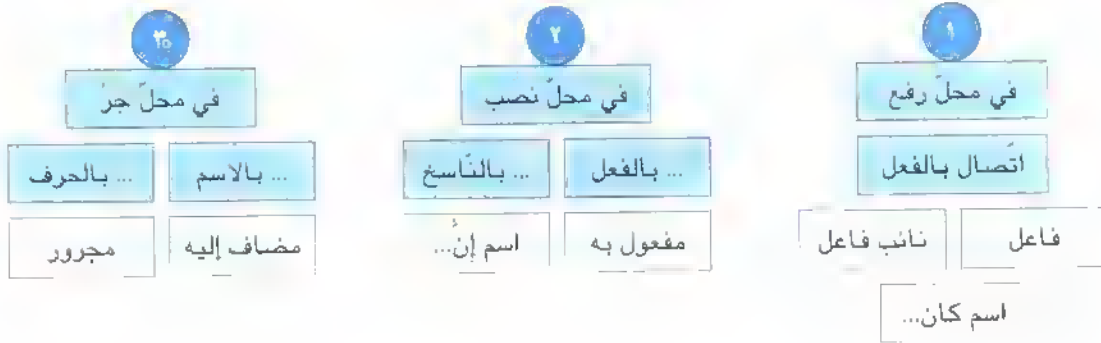 ١ ٢ ٣
في محلّ رفع في محلّ نصب في محلّ جرّ
اتّصال بالفعل ... بالفعل ... بالنّاسخ ... بالاسم ... بالحرف
فاعل نائب فاعل مفعول به اسم إنّ... مضاف إليه مجرور
اسم كان...